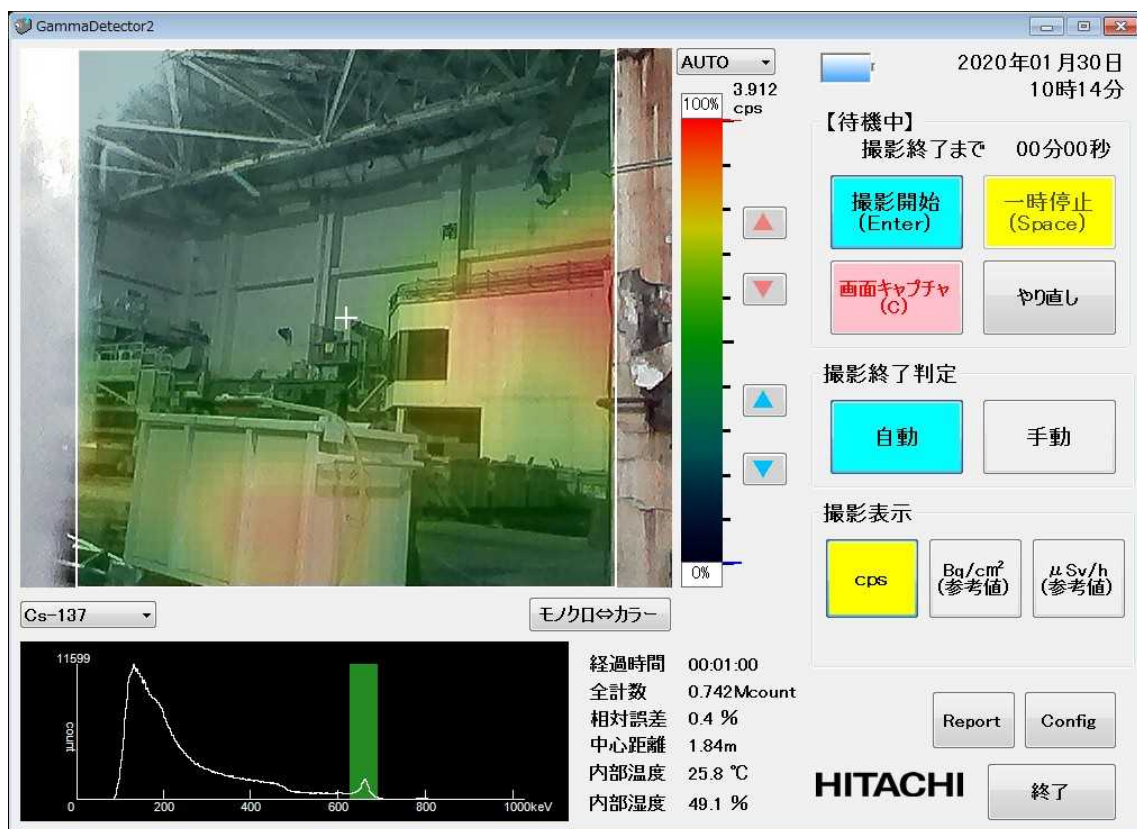 GammaDetector2
AUTO
3.912
cps
100%
0%
南
2020年01月30日
10時14分
【待機中】
撮影終了まで 00分00秒
撮影開始
(Enter)
一時停止
(Space)
画面キャプチャ
(C)
やり直し
撮影終了判定
自動
手動
撮影表示
cps
Bq/cm²
(参考値)
μSv/h
(参考値)
Cs-137
モノクロ⇔カラー
11599
count
0 200 400 600 800 1000keV
経過時間 00:01:00
全計数 0.742Mcount
相対誤差 0.4 %
中心距離 1.84m
内部温度 25.8 ℃
内部湿度 49.1 %
Report
Config
HITACHI
終了